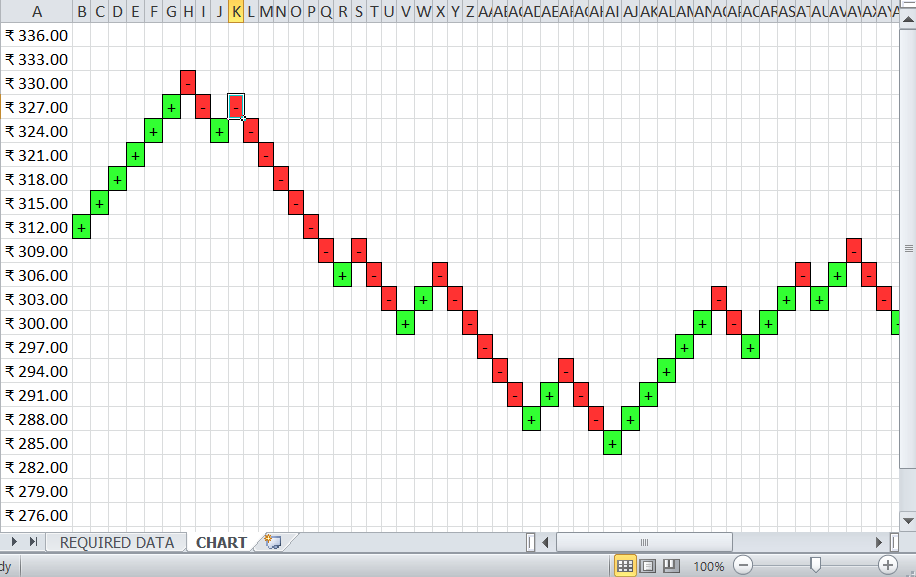 A B C D E F G H I J K L M N O P Q R S T U V W X Y Z
₹ 336.00
₹ 333.00
₹ 330.00 -
₹ 327.00 + - -
₹ 324.00 + + -
₹ 321.00 + -
₹ 318.00 + -
₹ 315.00 + -
₹ 312.00 + -
₹ 309.00 - - -
₹ 306.00 + - - - + -
₹ 303.00 - + - - + + -
₹ 300.00 + - + - +
₹ 297.00 - + +
₹ 294.00 - - +
₹ 291.00 - + - +
₹ 288.00 + - +
₹ 285.00 +
₹ 282.00
₹ 279.00
₹ 276.00
REQUIRED DATA CHART
dy 100%